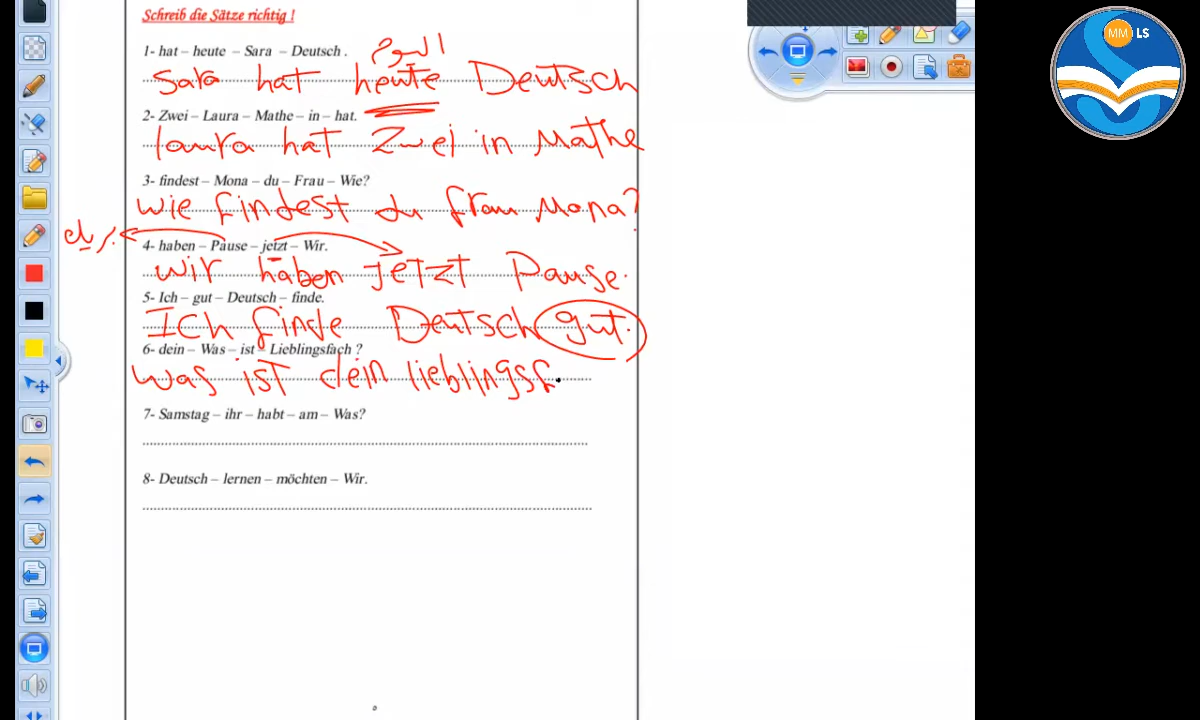 Schreib die Sätze richtig !
MM LS
1- hat – heute – Sara – Deutsch .
اليوم
Sara hat heute Deutsch
2- Zwei – Laura – Mathe – in – hat.
laura hat Zwei in Mathe
3- findest – Mona – du – Frau – Wie?
wie findest du frau Mona?
4- haben – Pause – jetzt – Wir.
wir haben jetzt Pause.
5- Ich – gut – Deutsch – finde.
Ich finde Deutsch gut.
6- dein – Was – ist – Lieblingsfach ?
was ist dein lieblingsf
7- Samstag – ihr – habt – am – Was?
8- Deutsch – lernen – möchten – Wir.